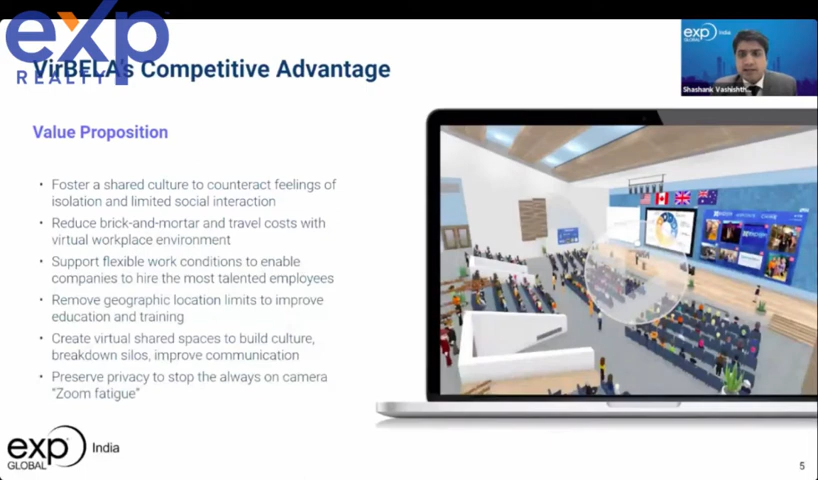 exp
REALTY
VirBELA's Competitive Advantage
exp India
GLOBAL
Shashank Vashishth
Value Proposition
• Foster a shared culture to counteract feelings of
isolation and limited social interaction
• Reduce brick-and-mortar and travel costs with
virtual workplace environment
• Support flexible work conditions to enable
companies to hire the most talented employees
• Remove geographic location limits to improve
education and training
• Create virtual shared spaces to build culture,
breakdown silos, improve communication
• Preserve privacy to stop the always on camera
"Zoom fatigue"
exp India
GLOBAL
5